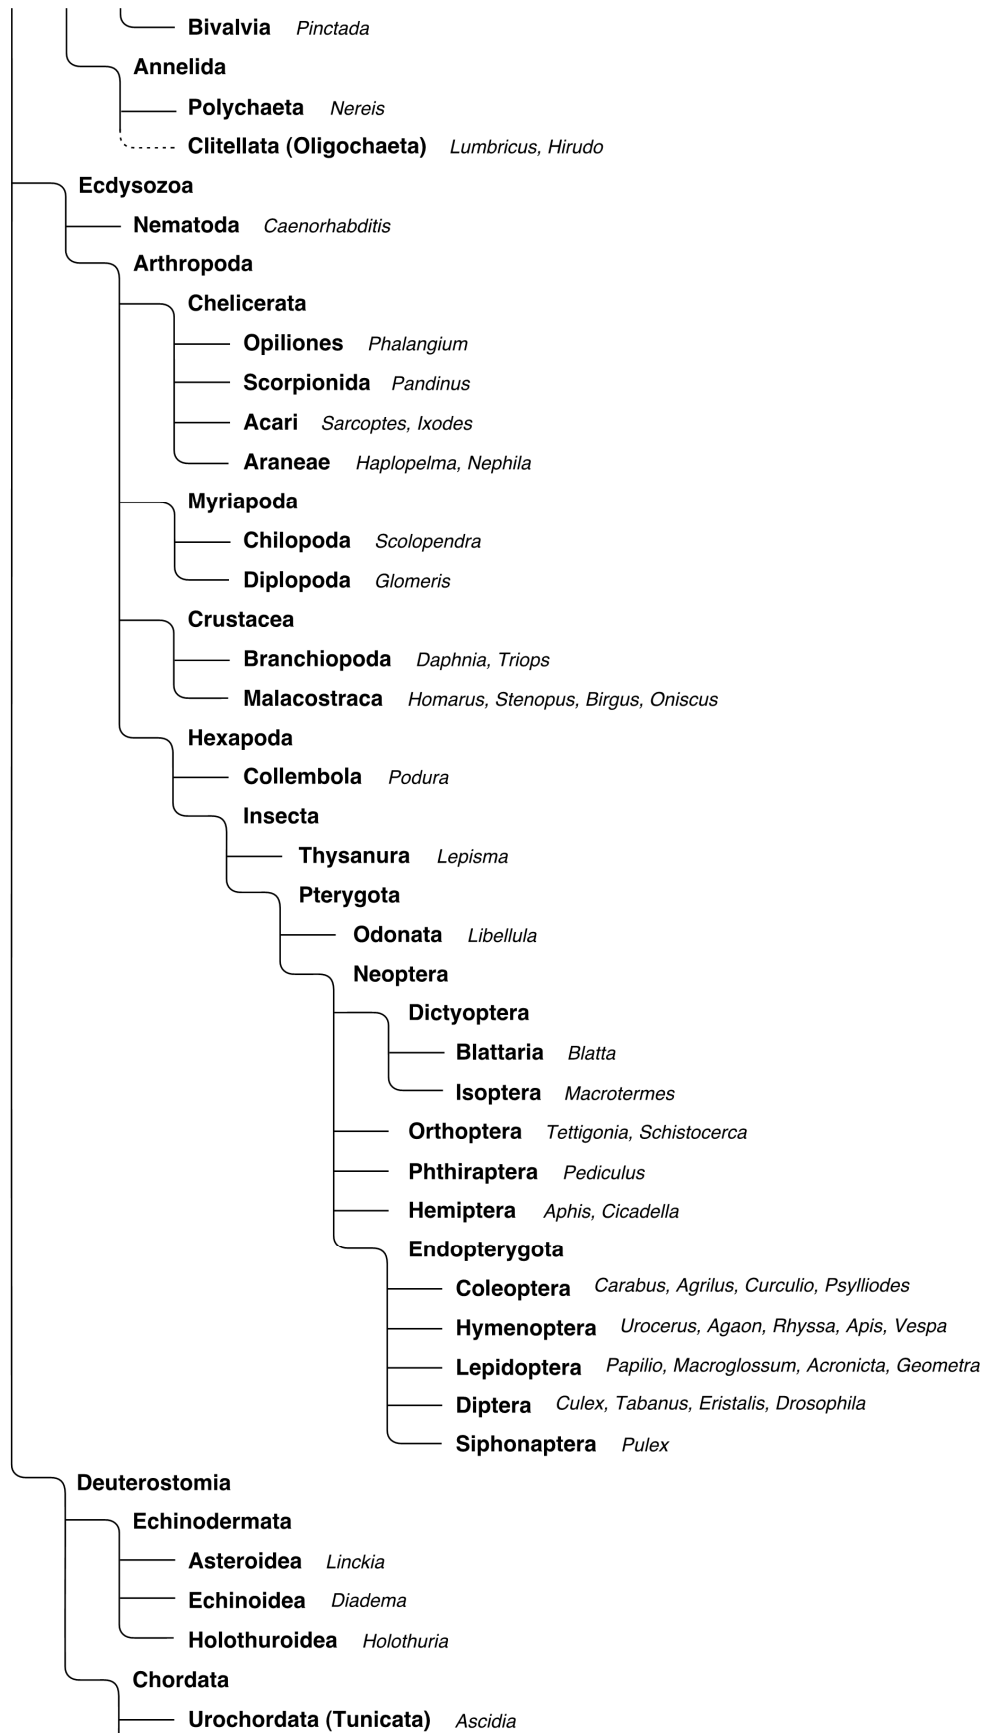 Bivalvia Pinctada
Annelida
Polychaeta Nereis
Clitellata (Oligochaeta) Lumbricus, Hirudo
Ecdysozoa
Nematoda Caenorhabditis
Arthropoda
Chelicerata
Opiliones Phalangium
Scorpionida Pandinus
Acari Sarcoptes, Ixodes
Araneae Haplopelma, Nephila
Myriapoda
Chilopoda Scolopendra
Diplopoda Glomeris
Crustacea
Branchiopoda Daphnia, Triops
Malacostraca Homarus, Stenopus, Birgus, Oniscus
Hexapoda
Collembola Podura
Insecta
Thysanura Lepisma
Pterygota
Odonata Libellula
Neoptera
Dictyoptera
Blattaria Blatta
Isoptera Macrotermes
Orthoptera Tettigonia, Schistocerca
Phthiraptera Pediculus
Hemiptera Aphis, Cicadella
Endopterygota
Coleoptera Carabus, Agrilus, Curculio, Psylliodes
Hymenoptera Urocerus, Agaon, Rhyssa, Apis, Vespa
Lepidoptera Papilio, Macroglossum, Acronicta, Geometra
Diptera Culex, Tabanus, Eristalis, Drosophila
Siphonaptera Pulex
Deuterostomia
Echinodermata
Asteroidea Linckia
Echinoidea Diadema
Holothuroidea Holothuria
Chordata
Urochordata (Tunicata) Ascidia